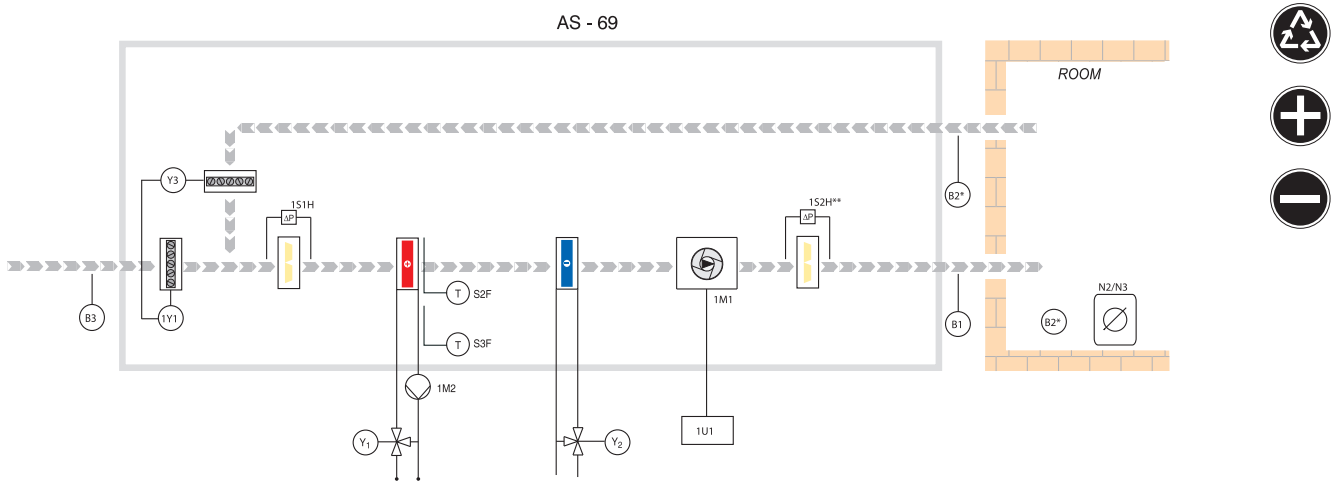 AS - 69
ROOM
Y3
1S1H
ΔP
1S2H**
ΔP
B2*
B3
1Y1
+
T
S2F
T
S3F
1M1
B1
B2*
N2/N3
1M2
Y1
Y2
1U1